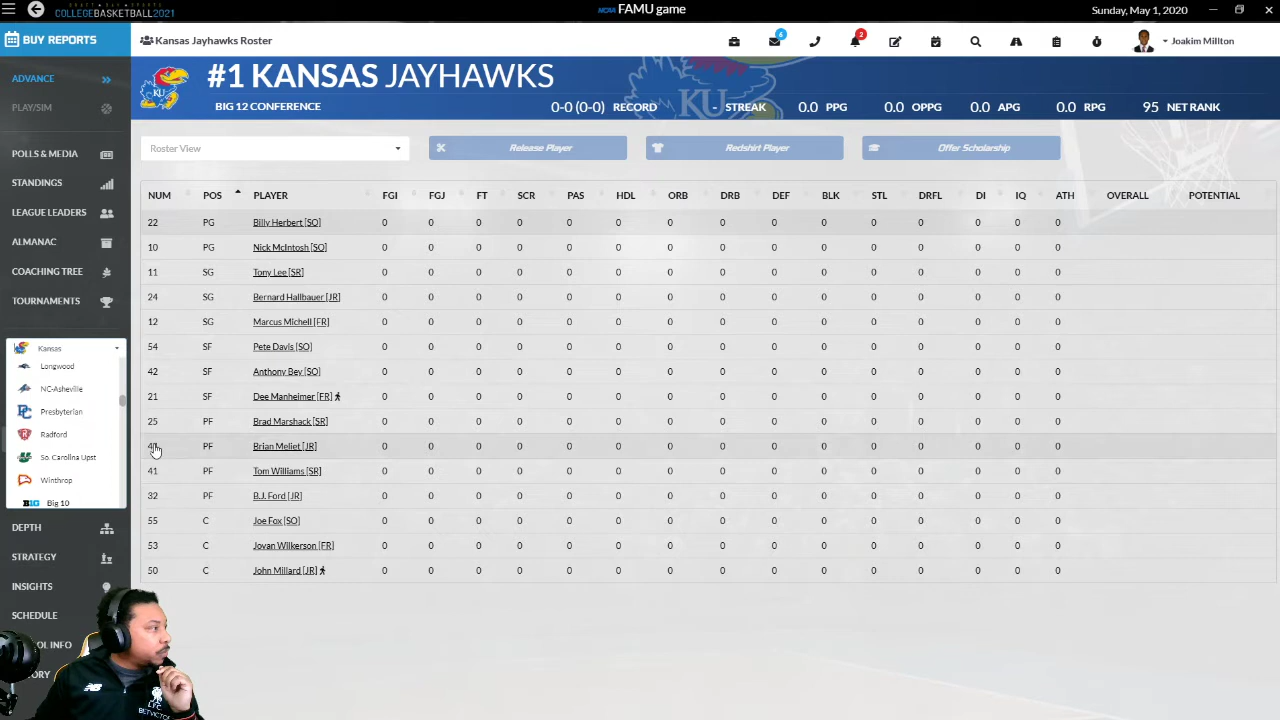 DRAFT DAY SPORTS
COLLEGEBASKETBALL2021
NCAA FAMU game
Sunday, May 1, 2020
BUY REPORTS
Kansas Jayhawks Roster
6
2
Joakim Millton
ADVANCE
PLAY/SIM
POLLS & MEDIA
STANDINGS
LEAGUE LEADERS
ALMANAC
COACHING TREE
TOURNAMENTS
Kansas
Longwood
NC-Asheville
Presbyterian
Radford
So. Carolina Upst
Winthrop
B1G Big 10
DEPTH
STRATEGY
INSIGHTS
SCHEDULE
OL INFO
ORY
#1 KANSAS JAYHAWKS
BIG 12 CONFERENCE
0-0 (0-0) RECORD - STREAK 0.0 PPG 0.0 OPPG 0.0 APG 0.0 RPG 95 NET RANK
Roster View
Release Player
Redshirt Player
Offer Scholarship
NUM POS PLAYER FGI FGJ FT SCR PAS HDL ORB DRB DEF BLK STL DRFL DI IQ ATH OVERALL POTENTIAL
22 PG Billy Herbert [SO] 0 0 0 0 0 0 0 0 0 0 0 0 0 0 0
10 PG Nick McIntosh [SO] 0 0 0 0 0 0 0 0 0 0 0 0 0 0 0
11 SG Tony Lee [SR] 0 0 0 0 0 0 0 0 0 0 0 0 0 0 0
24 SG Bernard Hallbauer [JR] 0 0 0 0 0 0 0 0 0 0 0 0 0 0 0
12 SG Marcus Michell [FR] 0 0 0 0 0 0 0 0 0 0 0 0 0 0 0
54 SF Pete Davis [SO] 0 0 0 0 0 0 0 0 0 0 0 0 0 0 0
42 SF Anthony Bey [SO] 0 0 0 0 0 0 0 0 0 0 0 0 0 0 0
21 SF Dee Manheimer [FR] 0 0 0 0 0 0 0 0 0 0 0 0 0 0 0
25 PF Brad Marshack [SR] 0 0 0 0 0 0 0 0 0 0 0 0 0 0 0
PF Brian Meliet [JR] 0 0 0 0 0 0 0 0 0 0 0 0 0 0 0
41 PF Tom Williams [SR] 0 0 0 0 0 0 0 0 0 0 0 0 0 0 0
32 PF B.J. Ford [JR] 0 0 0 0 0 0 0 0 0 0 0 0 0 0 0
55 C Joe Fox [SO] 0 0 0 0 0 0 0 0 0 0 0 0 0 0 0
53 C Jovan Wilkerson [FR] 0 0 0 0 0 0 0 0 0 0 0 0 0 0 0
50 C John Millard [JR] 0 0 0 0 0 0 0 0 0 0 0 0 0 0 0
KU
L.F.C.
BETVICTOR